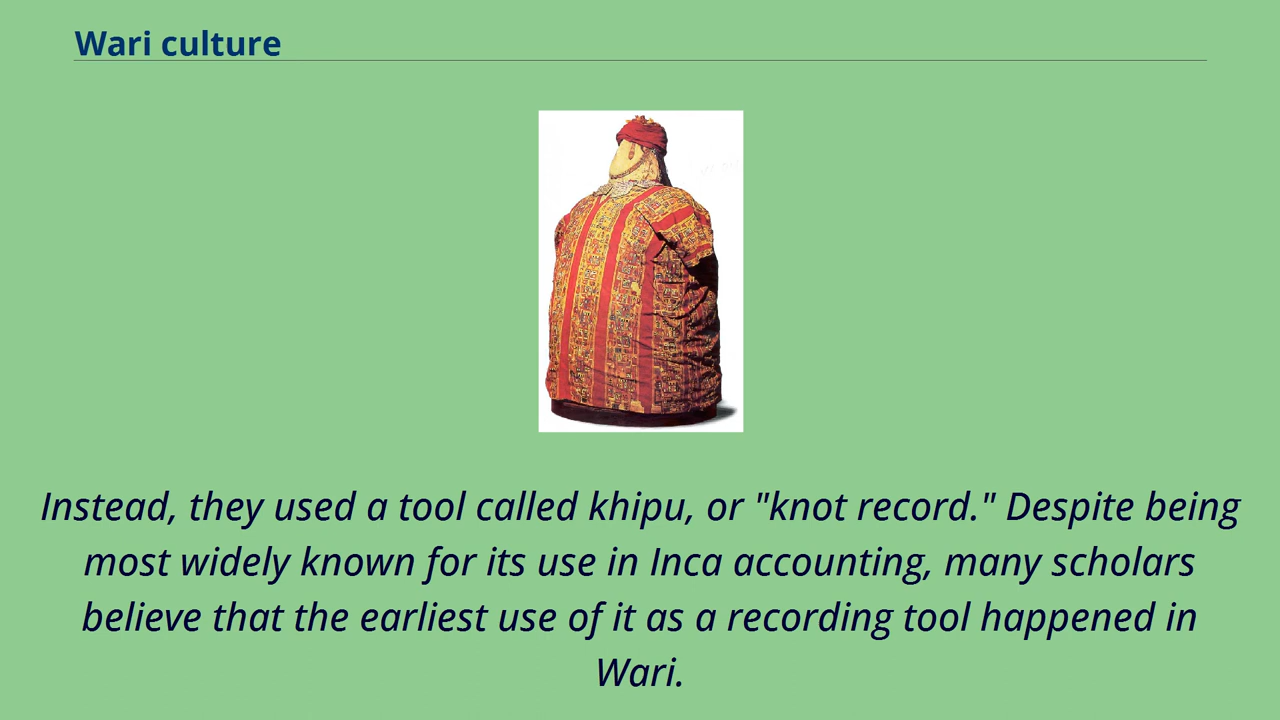 Wari culture
Instead, they used a tool called khipu, or "knot record." Despite being
most widely known for its use in Inca accounting, many scholars
believe that the earliest use of it as a recording tool happened in
Wari.